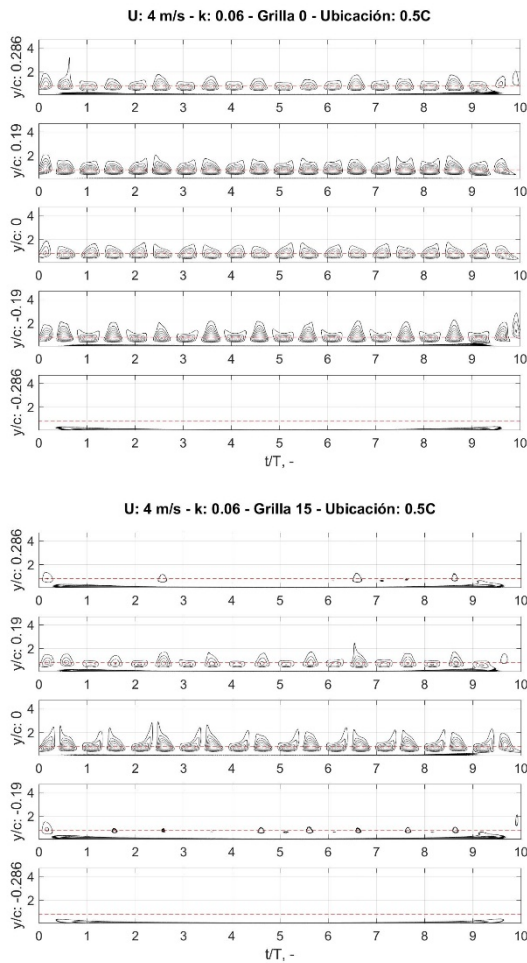 U: 4 m/s - k: 0.06 - Grilla 0 - Ubicación: 0.5C
y/c: 0.286
4
2
0 1 2 3 4 5 6 7 8 9 10
y/c: 0.19
4
2
0 1 2 3 4 5 6 7 8 9 10
y/c: 0
4
2
0 1 2 3 4 5 6 7 8 9 10
y/c: -0.19
4
2
0 1 2 3 4 5 6 7 8 9 10
y/c: -0.286
4
2
0 1 2 3 4 5 6 7 8 9 10
t/T, -
U: 4 m/s - k: 0.06 - Grilla 15 - Ubicación: 0.5C
y/c: 0.286
4
2
0 1 2 3 4 5 6 7 8 9 10
y/c: 0.19
4
2
0 1 2 3 4 5 6 7 8 9 10
y/c: 0
4
2
0 1 2 3 4 5 6 7 8 9 10
y/c: -0.19
4
2
0 1 2 3 4 5 6 7 8 9 10
y/c: -0.286
4
2
0 1 2 3 4 5 6 7 8 9 10
t/T, -